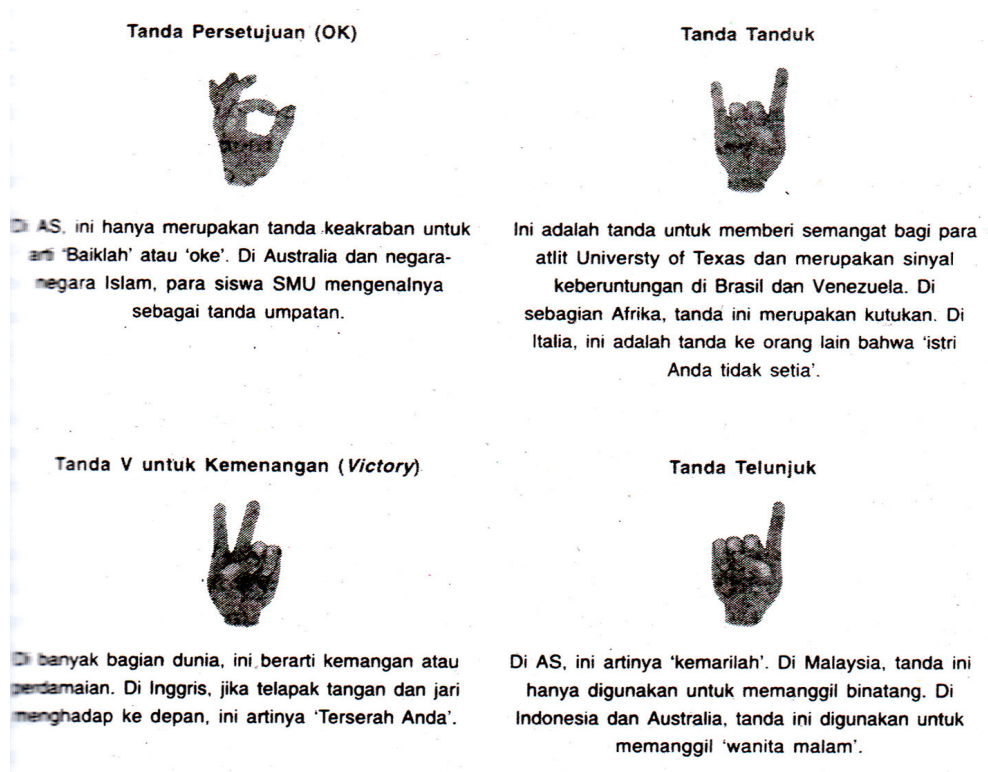 Tanda Persetujuan (OK)
Di AS, ini hanya merupakan tanda keakraban untuk
arti 'Baiklah' atau 'oke'. Di Australia dan negara-
negara Islam, para siswa SMU mengenalnya
sebagai tanda umpatan.
Tanda Tanduk
Ini adalah tanda untuk memberi semangat bagi para
atlit Universty of Texas dan merupakan sinyal
keberuntungan di Brasil dan Venezuela. Di
sebagian Afrika, tanda ini merupakan kutukan. Di
Italia, ini adalah tanda ke orang lain bahwa 'istri
Anda tidak setia'.
Tanda V untuk Kemenangan (Victory)
Di banyak bagian dunia, ini berarti kemangan atau
perdamaian. Di Inggris, jika telapak tangan dan jari
menghadap ke depan, ini artinya 'Terserah Anda'.
Tanda Telunjuk
Di AS, ini artinya 'kemarilah'. Di Malaysia, tanda ini
hanya digunakan untuk memanggil binatang. Di
Indonesia dan Australia, tanda ini digunakan untuk
memanggil 'wanita malam'.